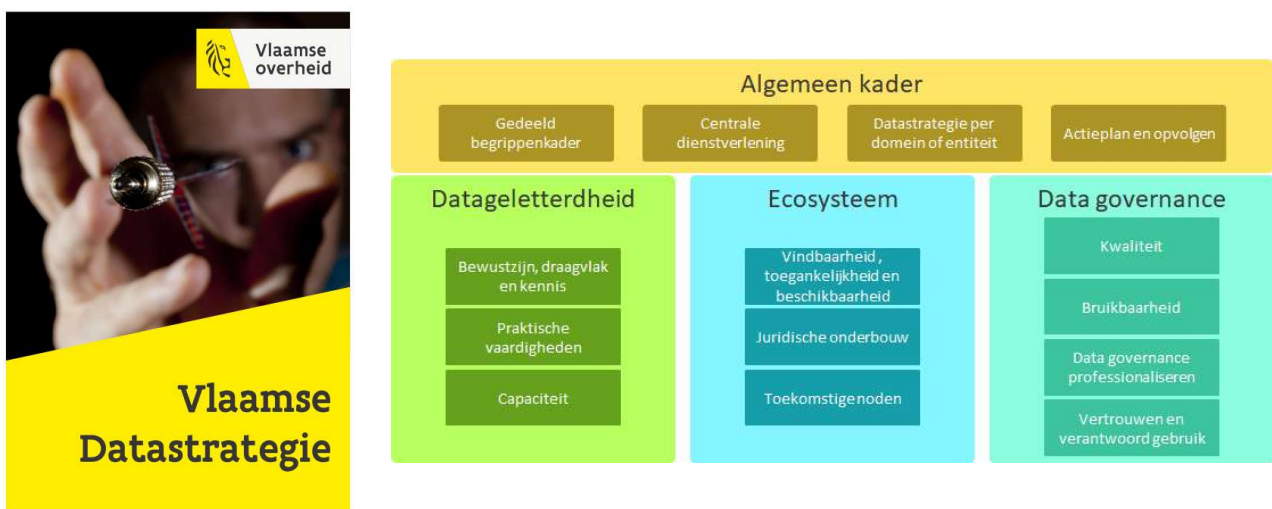 Vlaamse
overheid
Vlaamse
Datastrategie
Algemeen kader
Gedeeld
begrippenkader
Centrale
dienstverlening
Datastrategie per
domein of entiteit
Actieplan en opvolgen
Datageletterdheid
Bewustzijn, draagvlak
en kennis
Praktische
vaardigheden
Capaciteit
Ecosysteem
Vindbaarheid ,
toegankelijkheid en
beschikbaarheid
Juridische onderbouw
Toekomstige noden
Data governance
Kwaliteit
Bruikbaarheid
Data governance
professionaliseren
Vertrouwen en
verantwoord gebruik